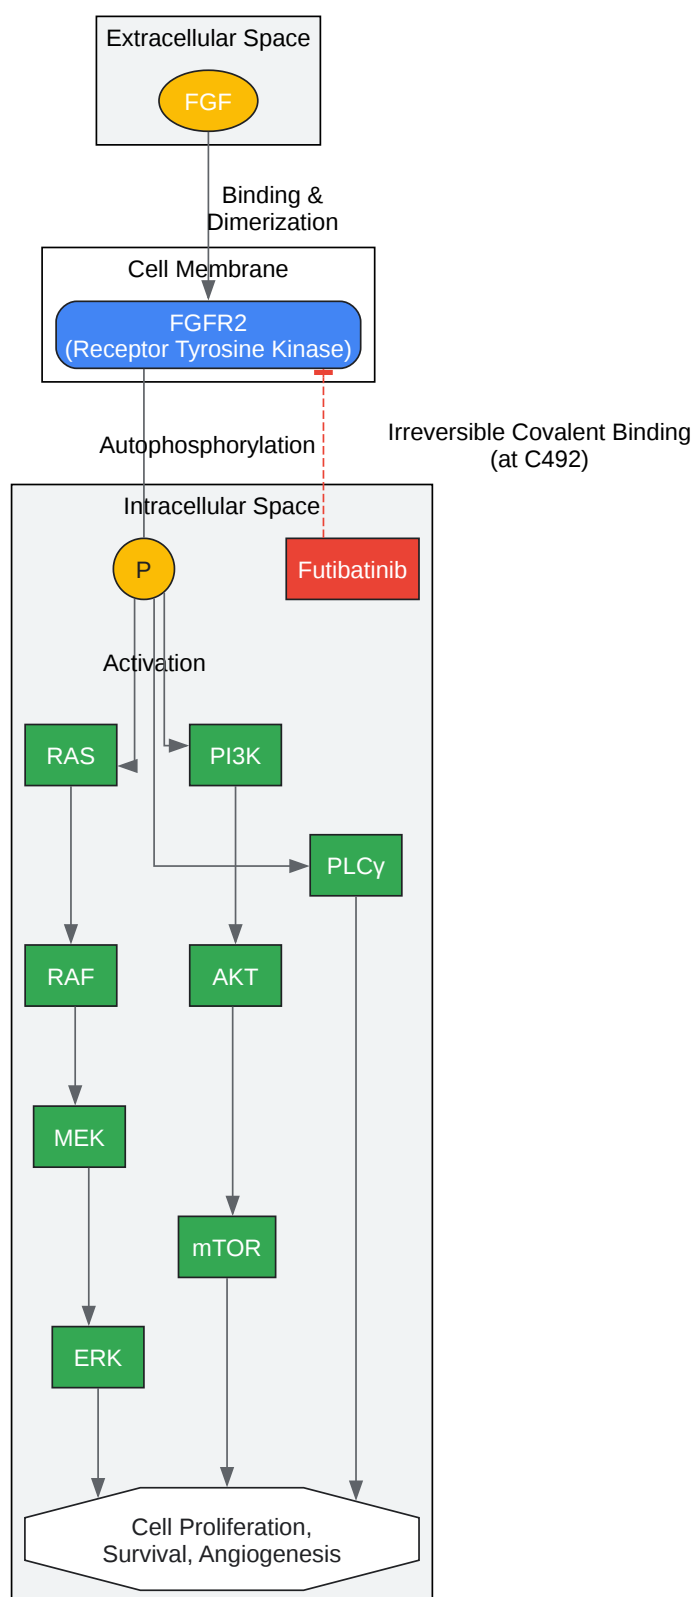 Extracellular Space
FGF
Binding &
Dimerization
Cell Membrane
FGFR2
(Receptor Tyrosine Kinase)
Autophosphorylation
Irreversible Covalent Binding
(at C492)
Intracellular Space
P
Futibatinib
Activation
RAS
PI3K
PLCγ
RAF
AKT
MEK
mTOR
ERK
Cell Proliferation,
Survival, Angiogenesis